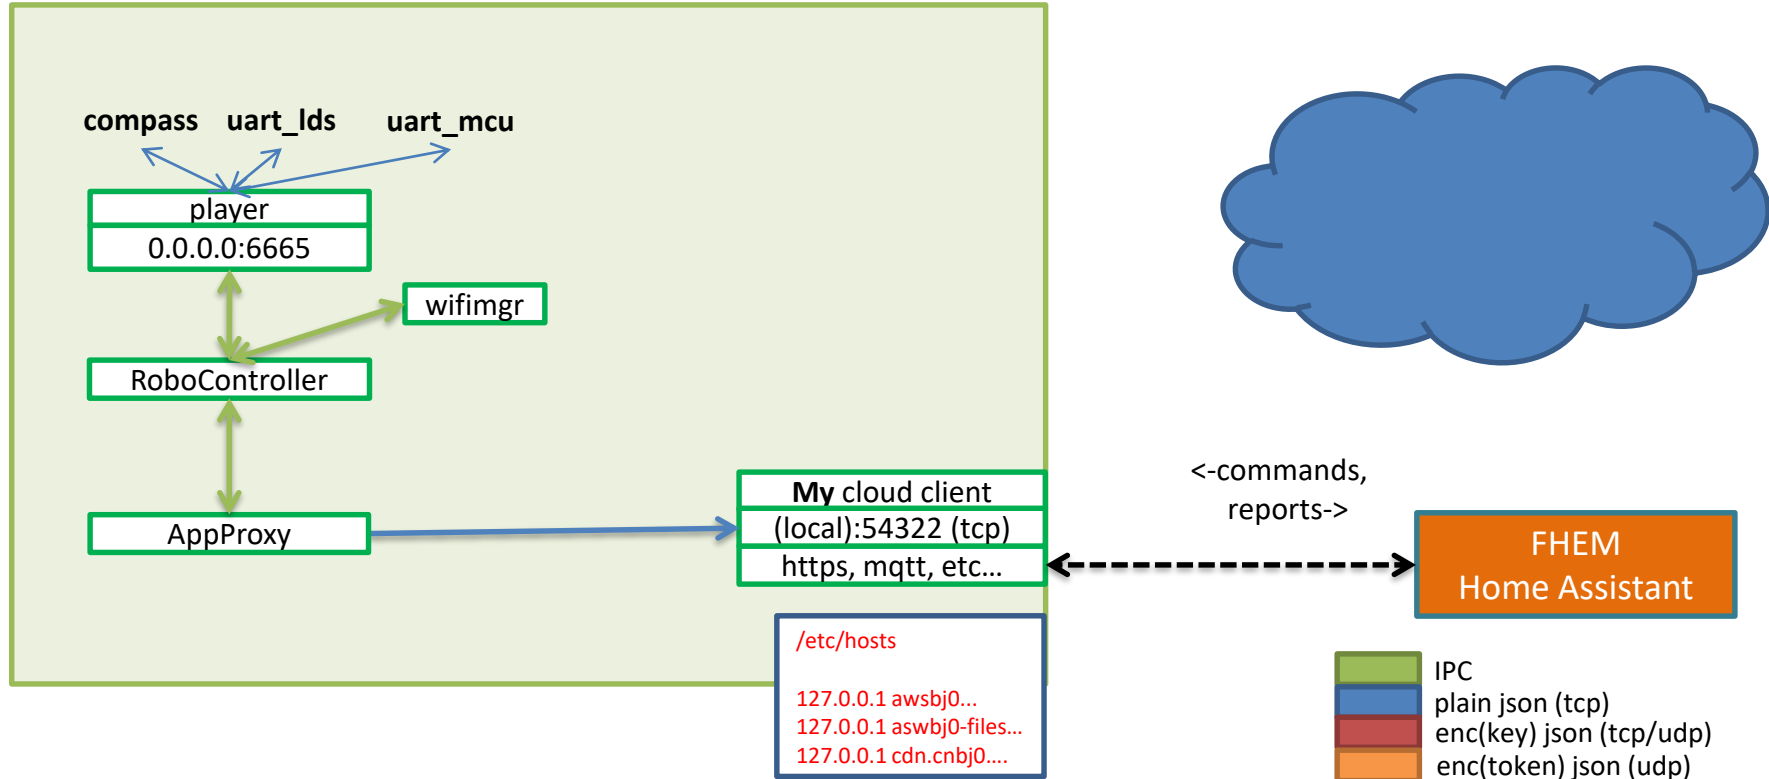 compass uart_lds uart_mcu
player
0.0.0.0:6665
wifimgr
RoboController
AppProxy
My cloud client
(local):54322 (tcp)
https, mqtt, etc...
/etc/hosts
127.0.0.1 awsbj0...
127.0.0.1 aswbj0-files...
127.0.0.1 cdn.cnbj0....
<-commands,
reports->
FHEM
Home Assistant
IPC
plain json (tcp)
enc(key) json (tcp/udp)
enc(token) json (udp)